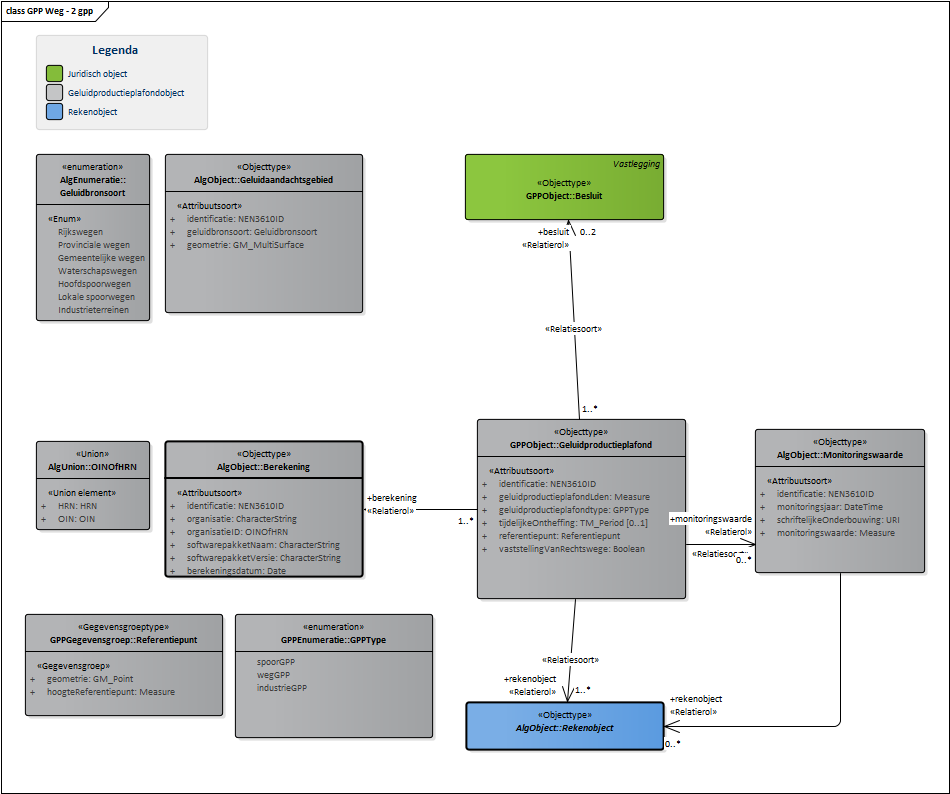 class GPP Weg - 2 gpp
Legenda
Juridisch object
Geluidproductieplafondobject
Rekenobject
«enumeration»
AlgEnumeratie::
Geluidbronsoort
«Enum»
Rijkswegen
Provinciale wegen
Gemeentelijke wegen
Waterschapswegen
Hoofdspoorwegen
Lokale spoorwegen
Industrieterreinen
«Objecttype»
AlgObject::Geluidaandachtsgebied
«Attribuutsoort»
+ identificatie: NEN3610ID
+ geluidbronsoort: Geluidbronsoort
+ geometrie: GM_MultiSurface
Vastlegging
«Objecttype»
GPPObject::Besluit
+besluit 0..2
«Relatierol»
«Relatiesoort»
1..*
«Union»
AlgUnion::OINOfHRN
«Union element»
+ HRN: HRN
+ OIN: OIN
«Objecttype»
AlgObject::Berekening
«Attribuutsoort»
+ identificatie: NEN3610ID
+ organisatie: CharacterString
+ organisatieID: OINOfHRN
+ softwarepakketNaam: CharacterString
+ softwarepakketVersie: CharacterString
+ berekeningsdatum: Date
+berekening
«Relatierol»
1..*
«Objecttype»
GPPObject::Geluidproductieplafond
«Attribuutsoort»
+ identificatie: NEN3610ID
+ geluidproductieplafondLden: Measure
+ geluidproductieplafondtype: GPPType
+ tijdelijkeOntheffing: TM_Period [0..1]
+ referentiepunt: Referentiepunt
+ vaststellingVanRechtswege: Boolean
+monitoringswaarde
«Relatierol»
«Relatiesoort»
0..*
«Objecttype»
AlgObject::Monitoringswaarde
«Attribuutsoort»
+ identificatie: NEN3610ID
+ monitoringsjaar: DateTime
+ schriftelijkeOnderbouwing: URI
+ monitoringswaarde: Measure
«Gegevensgroeptype»
GPPGegevensgroep::Referentiepunt
«Gegevensgroep»
+ geometrie: GM_Point
+ hoogteReferentiepunt: Measure
«enumeration»
GPPEnumeratie::GPPType
spoorGPP
wegGPP
industrieGPP
«Relatiesoort»
+rekenobject
«Relatierol» 1..*
«Objecttype»
AlgObject::Rekenobject
+rekenobject
«Relatierol»
0..*